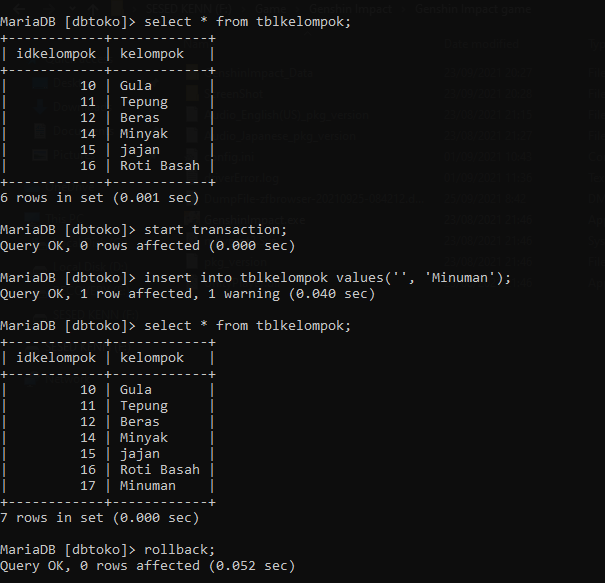 MariaDB [dbtoko]> select * from tblkelompok;
+------------+------------+
| idkelompok | kelompok   |
+------------+------------+
|         10 | Gula       |
|         11 | Tepung     |
|         12 | Beras      |
|         14 | Minyak     |
|         15 | jajan      |
|         16 | Roti Basah |
+------------+------------+
6 rows in set (0.001 sec)
MariaDB [dbtoko]> start transaction;
Query OK, 0 rows affected (0.000 sec)
MariaDB [dbtoko]> insert into tblkelompok values('', 'Minuman');
Query OK, 1 row affected, 1 warning (0.040 sec)
MariaDB [dbtoko]> select * from tblkelompok;
+------------+------------+
| idkelompok | kelompok   |
+------------+------------+
|         10 | Gula       |
|         11 | Tepung     |
|         12 | Beras      |
|         14 | Minyak     |
|         15 | jajan      |
|         16 | Roti Basah |
|         17 | Minuman    |
+------------+------------+
7 rows in set (0.000 sec)
MariaDB [dbtoko]> rollback;
Query OK, 0 rows affected (0.052 sec)